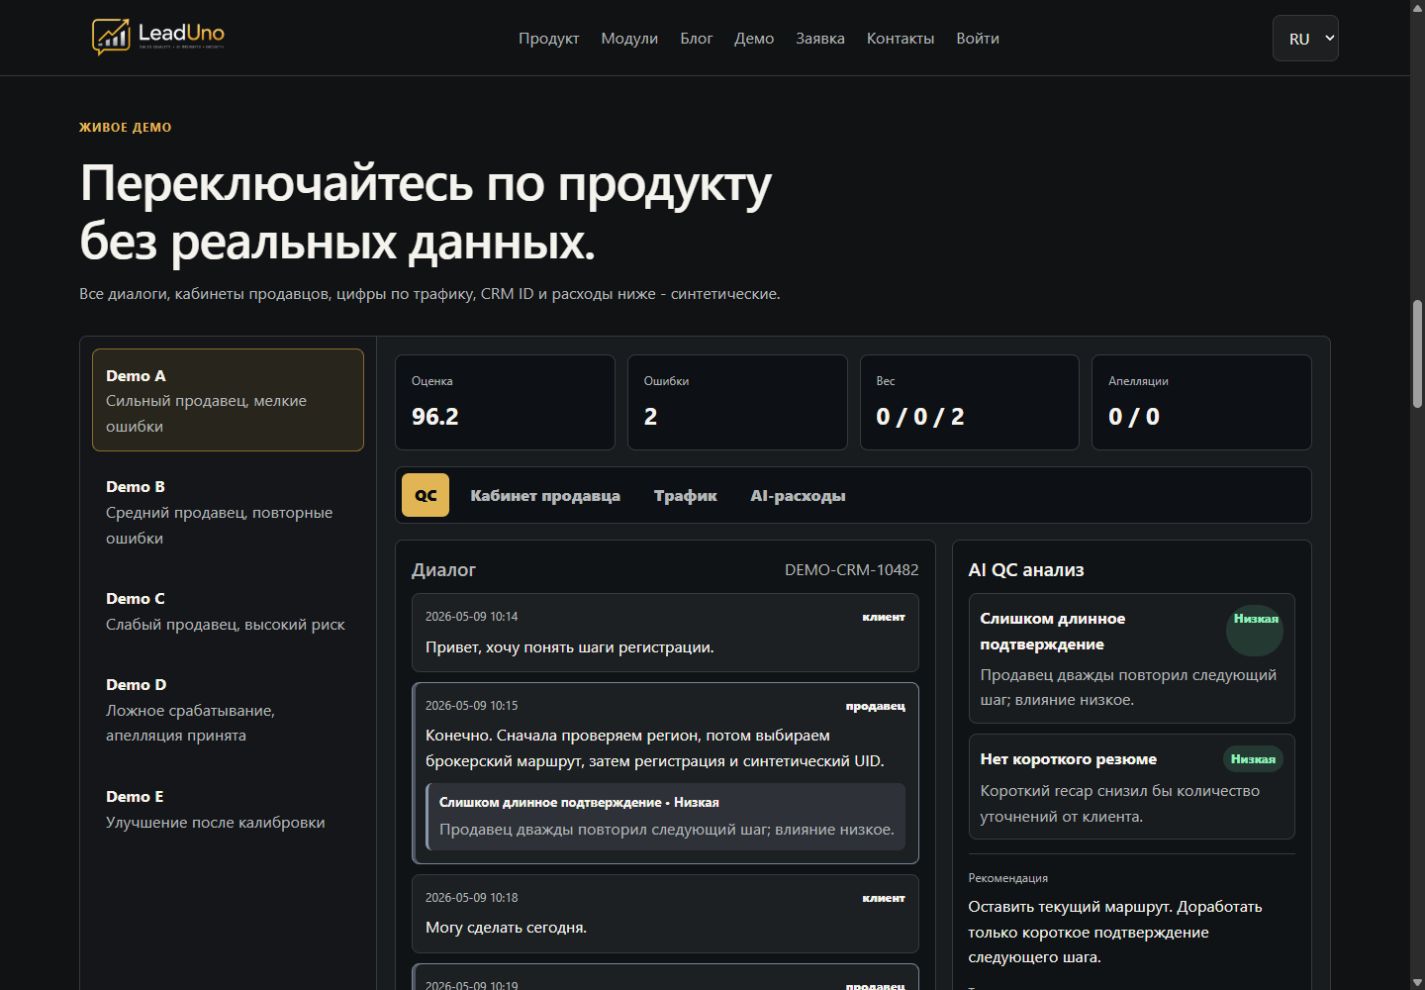 LeadUno
Продукт Модули Блог Демо Заявка Контакты Войти
RU
ЖИВОЕ ДЕМО
Переключайтесь по продукту
без реальных данных.
Все диалоги, кабинеты продавцов, цифры по трафику, CRM ID и расходы ниже - синтетические.
Demo A
Сильный продавец, мелкие
ошибки
Demo B
Средний продавец, повторные
ошибки
Demo C
Слабый продавец, высокий риск
Demo D
Ложное срабатывание,
апелляция принята
Demo E
Улучшение после калибровки
Оценка
96.2
Ошибки
2
Вес
0 / 0 / 2
Апелляции
0 / 0
QC Кабинет продавца Трафик AI-расходы
Диалог DEMO-CRM-10482
2026-05-09 10:14 клиент
Привет, хочу понять шаги регистрации.
2026-05-09 10:15 продавец
Конечно. Сначала проверяем регион, потом выбираем
брокерский маршрут, затем регистрация и синтетический UID.
Слишком длинное подтверждение • Низкая
Продавец дважды повторил следующий шаг; влияние низкое.
2026-05-09 10:18 клиент
Могу сделать сегодня.
2026-05-09 10:19 продавец
AI QC анализ
Слишком длинное Низкая
подтверждение
Продавец дважды повторил следующий
шаг; влияние низкое.
Нет короткого резюме Низкая
Короткий recap снизил бы количество
уточнений от клиента.
Рекомендация
Оставить текущий маршрут. Доработать
только короткое подтверждение
следующего шага.